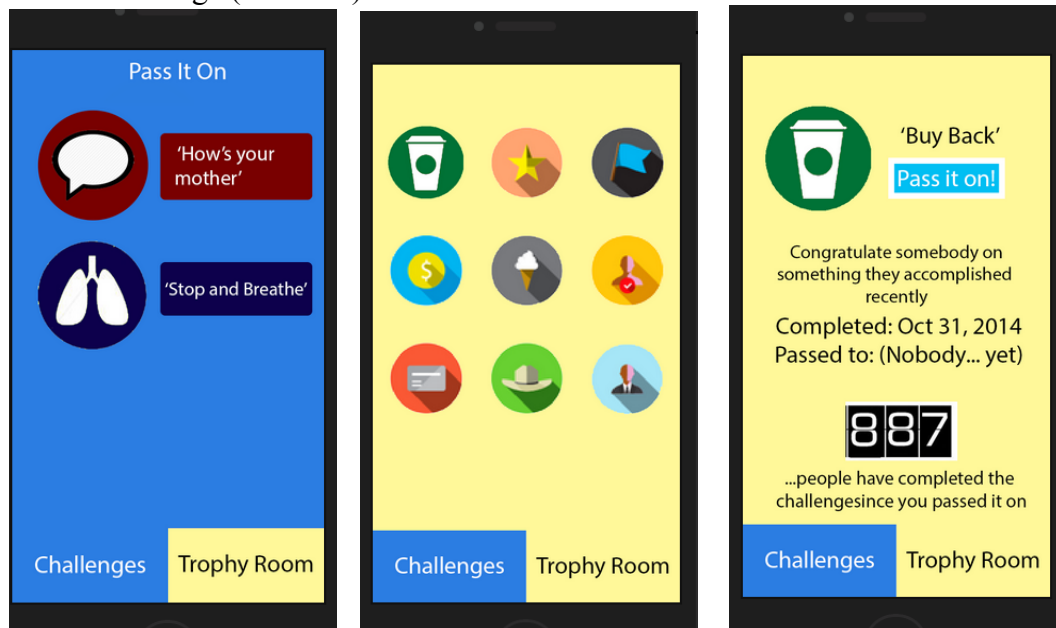 Pass It On
'How's your
mother'
'Stop and Breathe'
Challenges
Trophy Room
$
Challenges
Trophy Room
'Buy Back'
Pass it on!
Congratulate somebody on
something they accomplished
recently
Completed: Oct 31, 2014
Passed to: (Nobody... yet)
887
...people have completed the
challengesince you passed it on
Challenges
Trophy Room